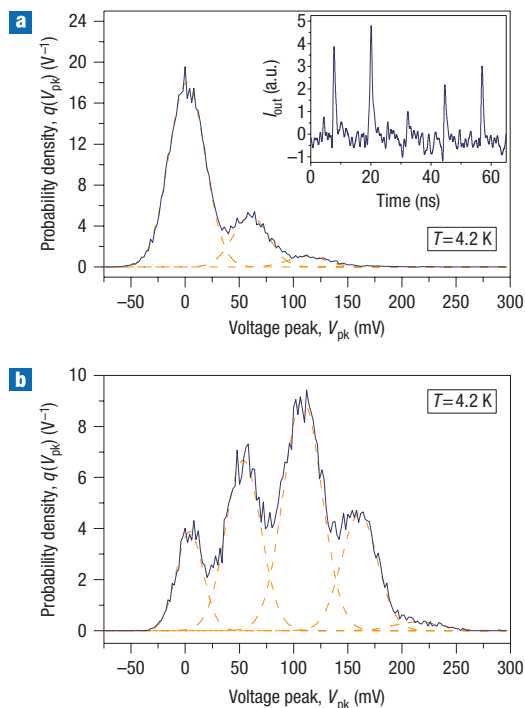 a
24
20
16
12
8
4
0
Probability density, q(Vpk) (V−1)
−50 0 50 100 150 200 250 300
Voltage peak, Vpk (mV)
T = 4.2 K
5
4
3
2
1
0
−1
Iout (a.u.)
0 20 40 60
Time (ns)
b
10
8
6
4
2
0
Probability density, q(Vpk) (V−1)
−50 0 50 100 150 200 250 300
Voltage peak, Vpk (mV)
T = 4.2 K